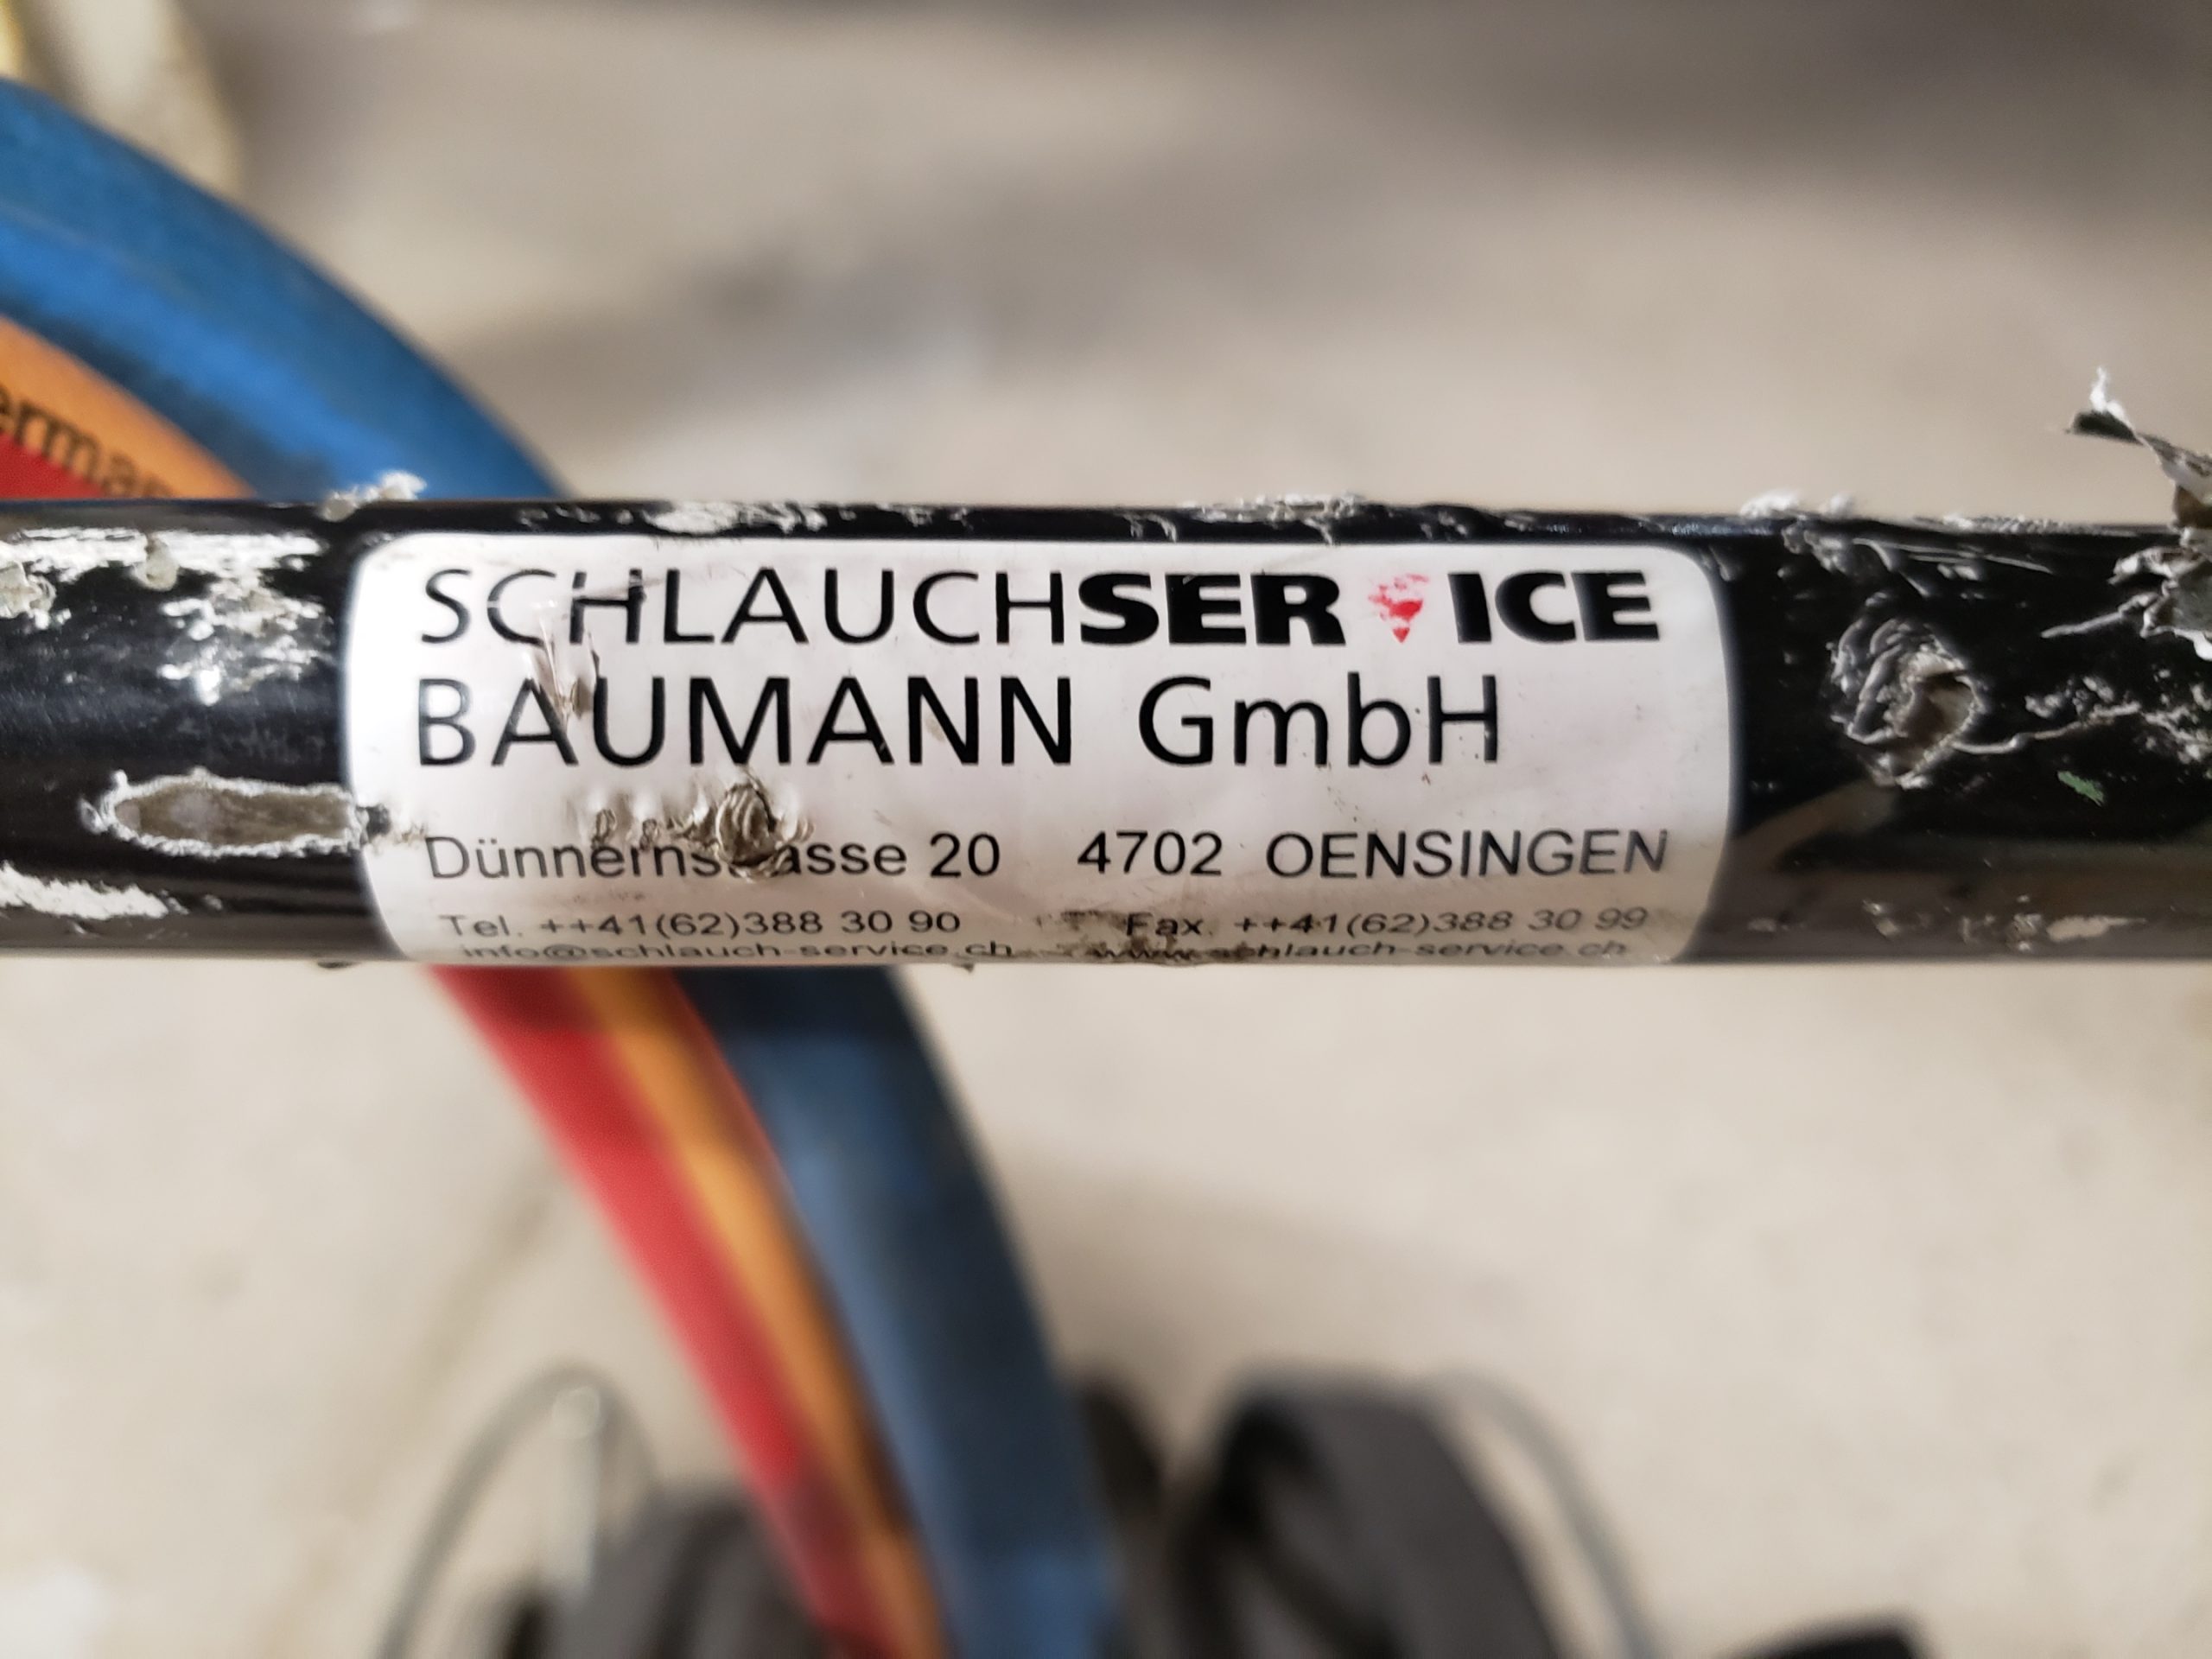 SCHLAUCHSERVICE
BAUMANN GmbH
Dünnernstrasse 20 4702 OENSINGEN
Tel. ++41(62)388 30 90 Fax. ++41(62)388 30 99
info@schlauch-service.ch www.schlauch-service.ch